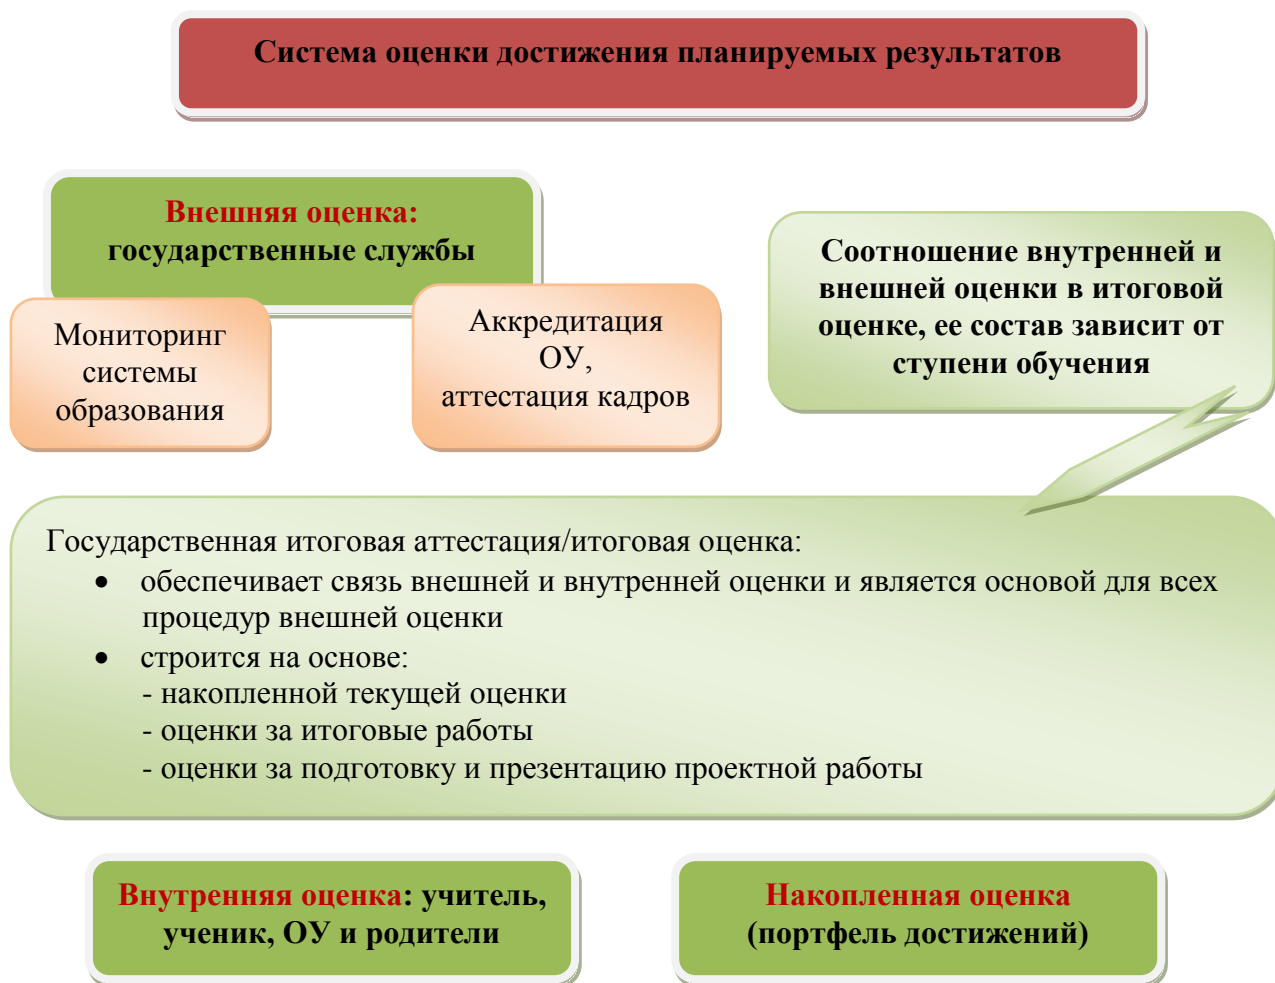 Система оценки достижения планируемых результатов
Внешняя оценка:
государственные службы
Мониторинг
системы
образования
Аккредитация
ОУ,
аттестация кадров
Соотношение внутренней и
внешней оценки в итоговой
оценке, ее состав зависит от
ступени обучения
Государственная итоговая аттестация/итоговая оценка:
• обеспечивает связь внешней и внутренней оценки и является основой для всех
процедур внешней оценки
• строится на основе:
- накопленной текущей оценки
- оценки за итоговые работы
- оценки за подготовку и презентацию проектной работы
Внутренняя оценка: учитель,
ученик, ОУ и родители
Накопленная оценка
(портфель достижений)